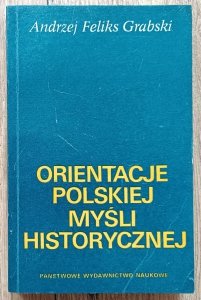 Andrzej Feliks Grabski
ORIENTACJE
POLSKIEJ
MYŚLI
HISTORYCZNEJ
PAŃSTWOWE WYDAWNICTWO NAUKOWE